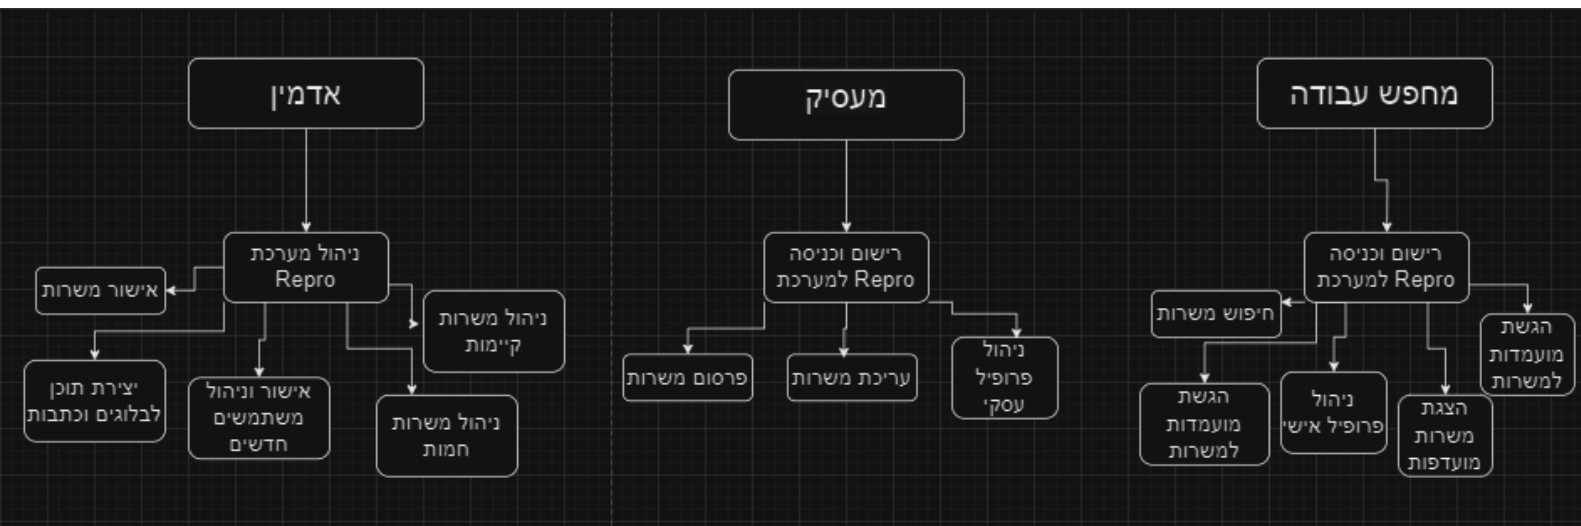 מחפש עבודה
רישום וכניסה
למערכת Repro
חיפוש משרות
הגשת
מועמדות
למשרות
ניהול
פרופיל אישי
הצגת
משרות
מועדפות
הגשת
מועמדות
למשרות
מעסיק
רישום וכניסה
למערכת Repro
פרסום משרות
עריכת משרות
ניהול
פרופיל
עסקי
אדמין
ניהול מערכת
Repro
אישור משרות
יצירת תוכן
לבלוגים וכתבות
אישור וניהול
משתמשים
חדשים
ניהול משרות
חמות
ניהול משרות
קיימות